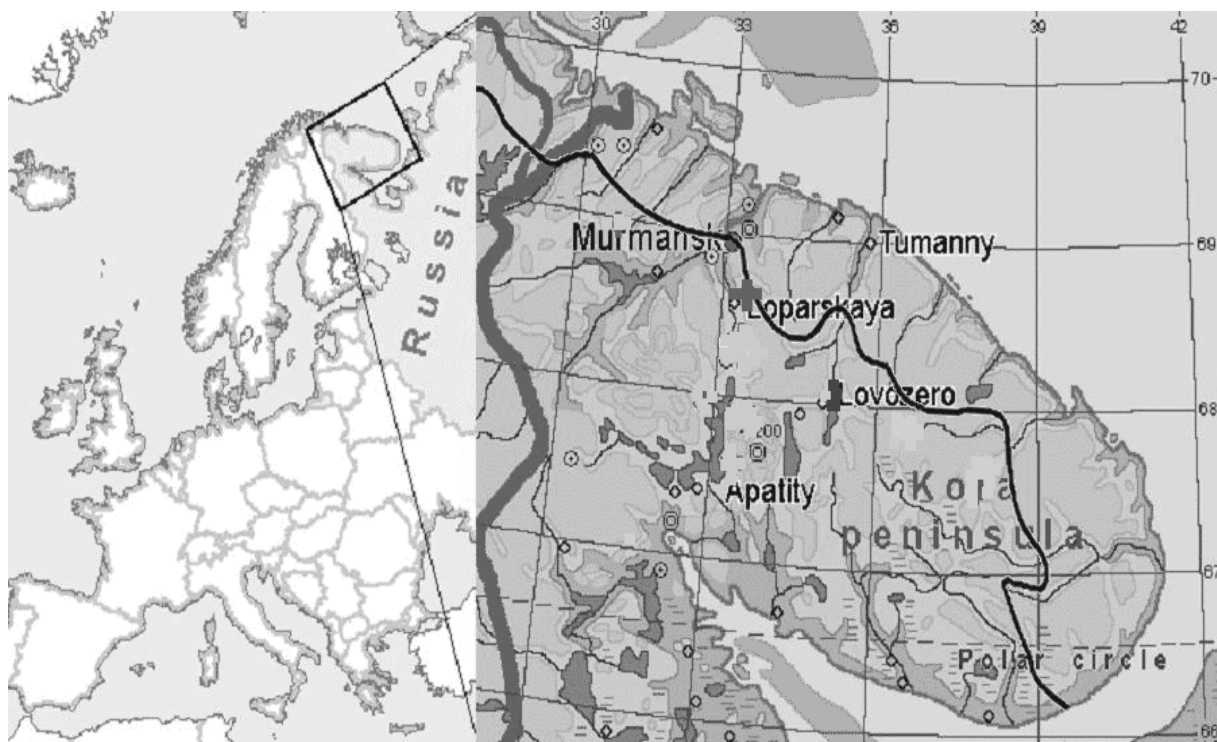 30 33 36 39 42
70
Murmansk
Tumanny
69
Russia
Loparskaya
Lovozero
68
200
Apatity
Kola
peninsula
67
Polar circle
66